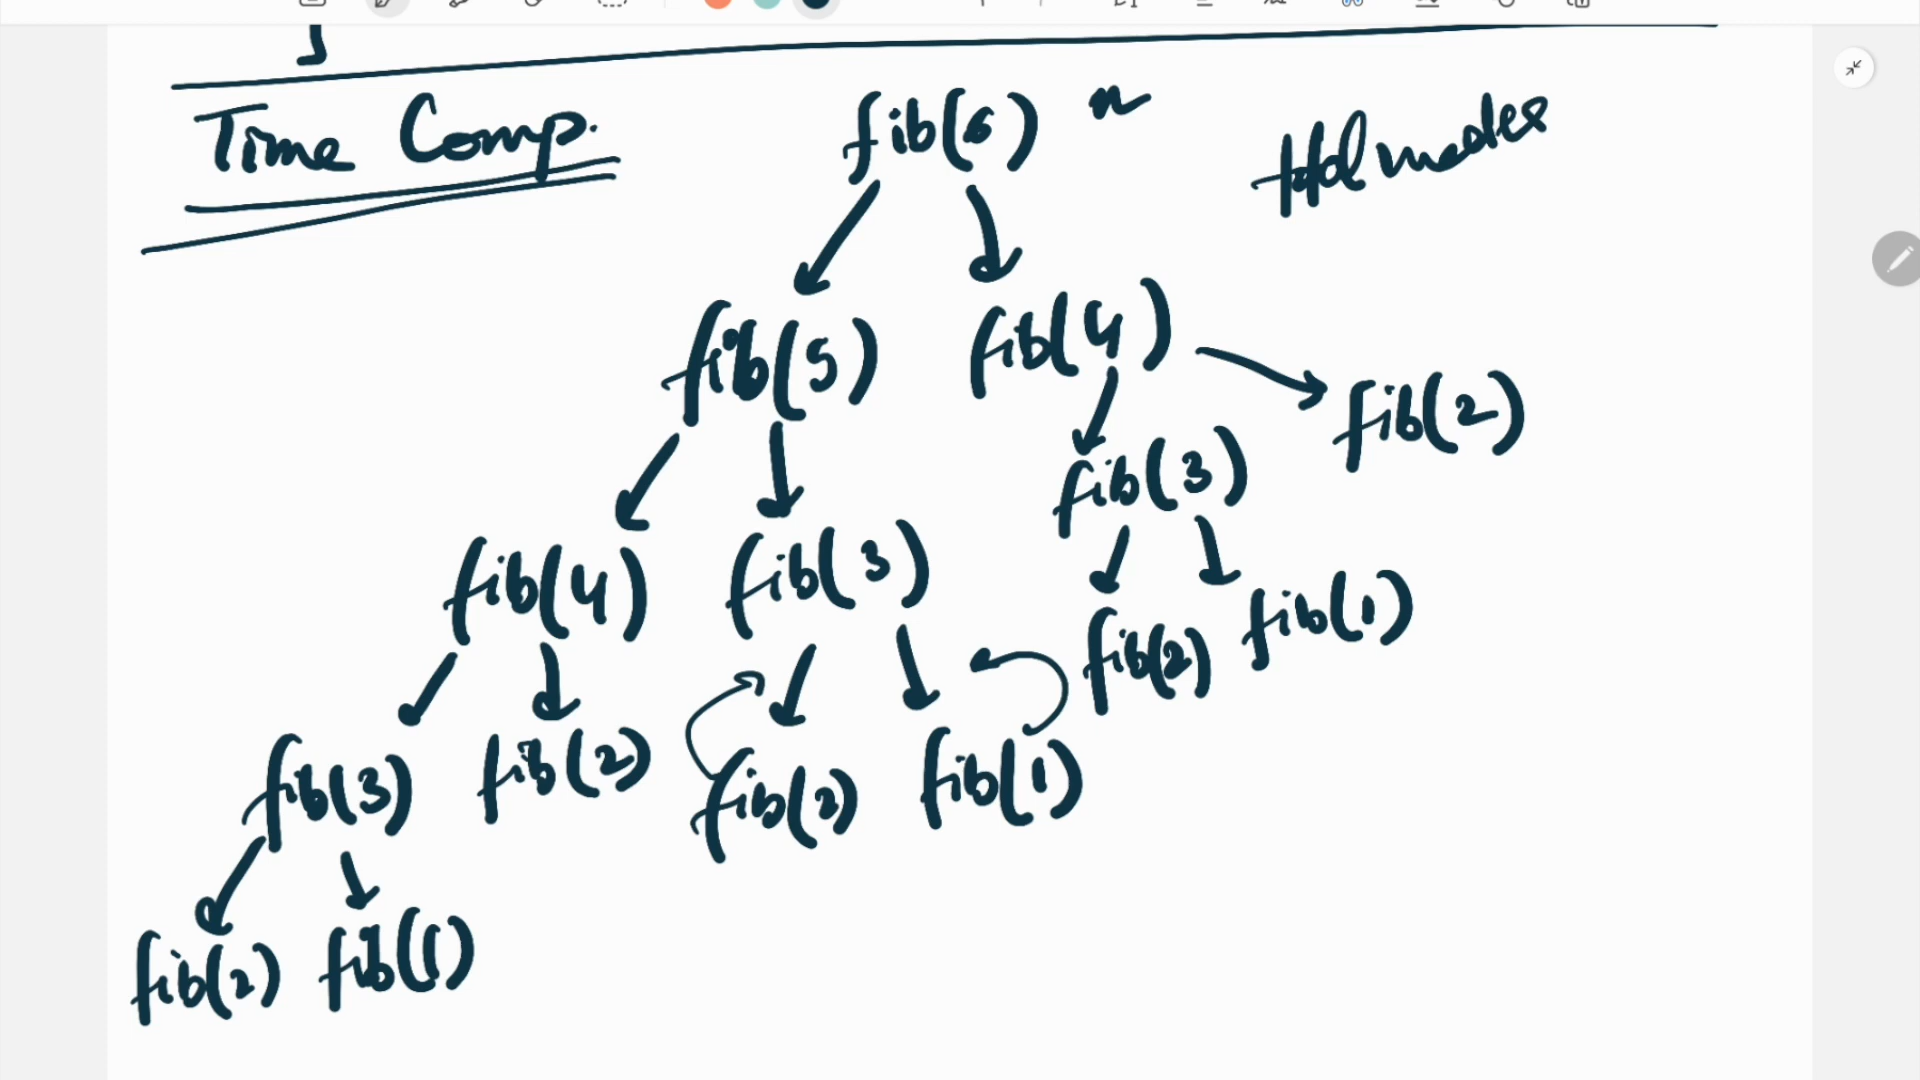 Time Comp.
fib(6) n
fib(5) fib(4)
fib(2)
fib(3)
fib(4) fib(3)
fib(2) fib(1)
fib(3) fib(2) fib(2) fib(1)
fib(2) fib(1)